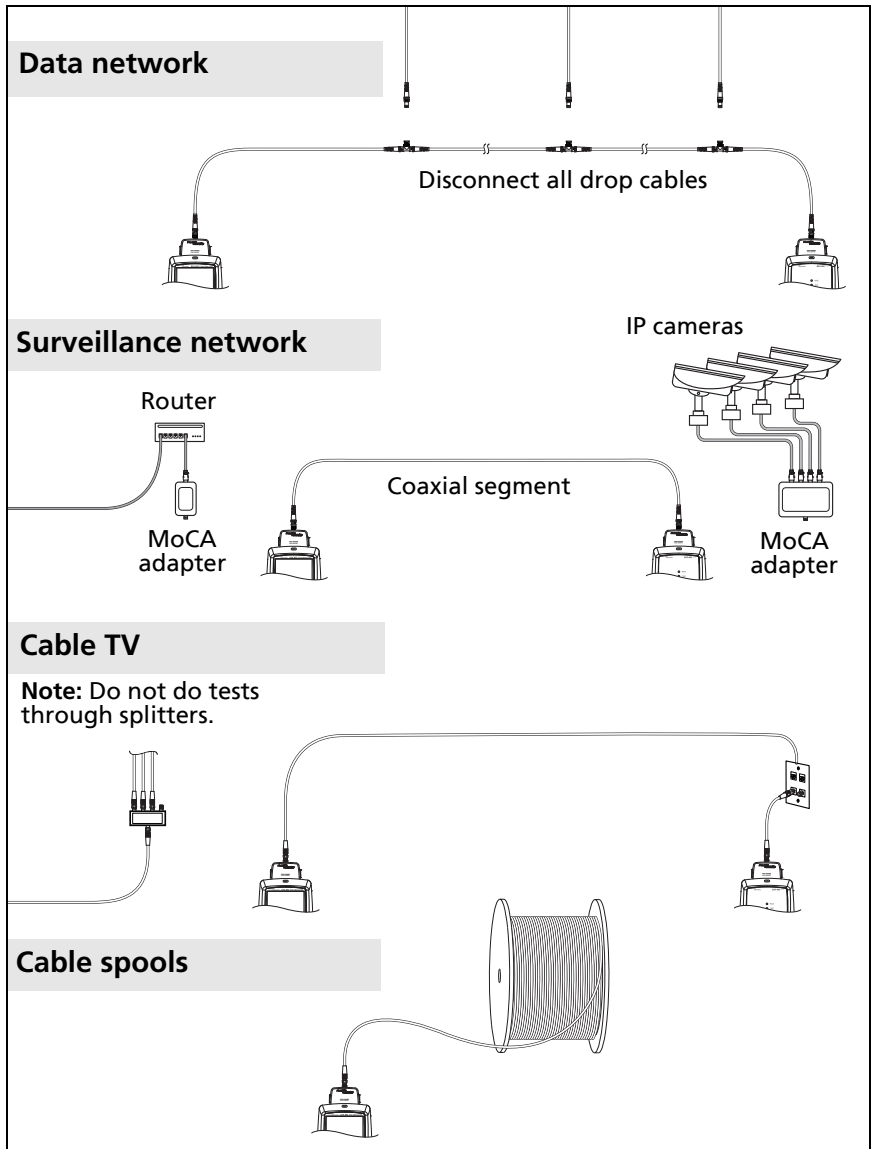 Data network
Disconnect all drop cables
Surveillance network
IP cameras
Router
Coaxial segment
MoCA
adapter
MoCA
adapter
Cable TV
Note: Do not do tests
through splitters.
Cable spools